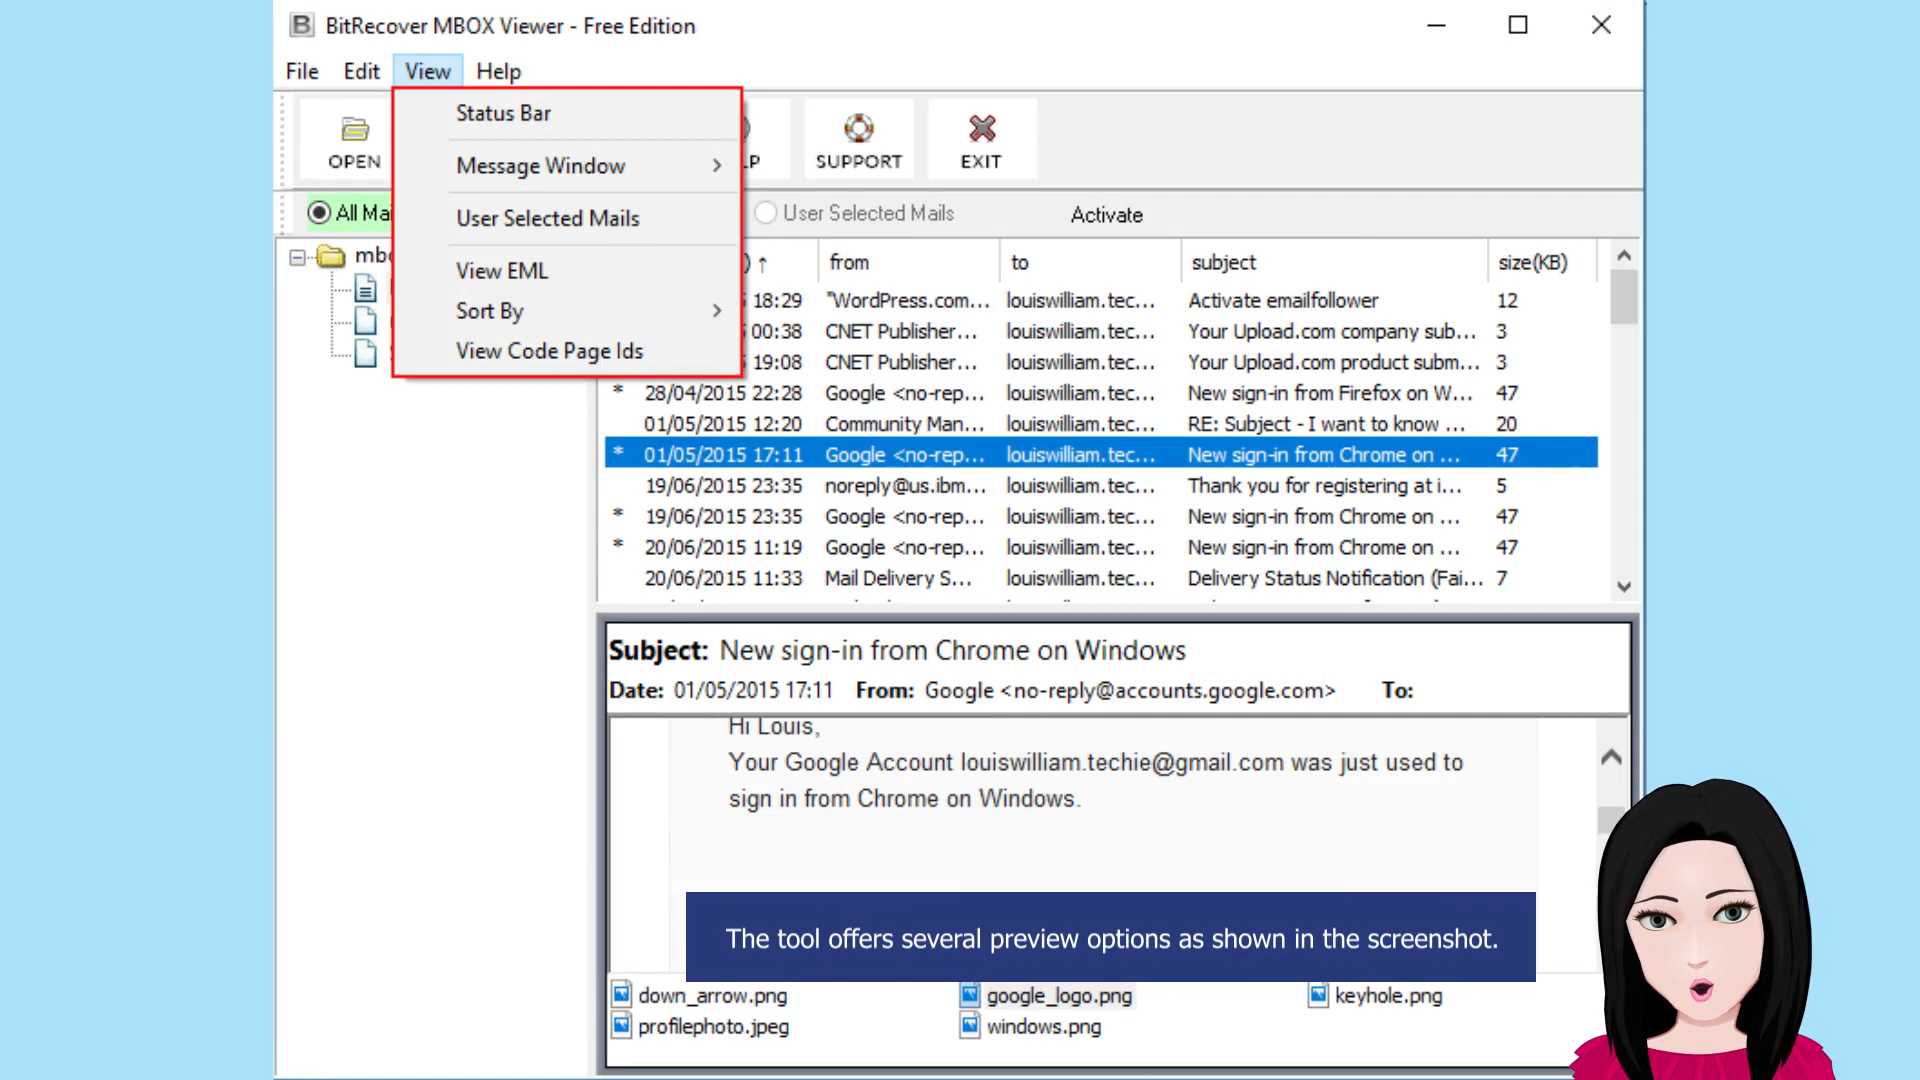 BitRecover MBOX Viewer - Free Edition
File Edit View Help
Status Bar
Message Window
User Selected Mails
View EML
Sort By
View Code Page Ids
OPEN LP SUPPORT EXIT
All Mai User Selected Mails Activate
mbo
) from to subject size(KB)
18:29 "WordPress.com... louiswilliam.tec... Activate emailfollower 12
00:38 CNET Publisher... louiswilliam.tec... Your Upload.com company sub... 3
19:08 CNET Publisher... louiswilliam.tec... Your Upload.com product subm... 3
* 28/04/2015 22:28 Google <no-rep... louiswilliam.tec... New sign-in from Firefox on W... 47
01/05/2015 12:20 Community Man... louiswilliam.tec... RE: Subject - I want to know ... 20
* 01/05/2015 17:11 Google <no-rep... louiswilliam.tec... New sign-in from Chrome on ... 47
19/06/2015 23:35 noreply@us.ibm... louiswilliam.tec... Thank you for registering at i... 5
* 19/06/2015 23:35 Google <no-rep... louiswilliam.tec... New sign-in from Chrome on ... 47
* 20/06/2015 11:19 Google <no-rep... louiswilliam.tec... New sign-in from Chrome on ... 47
20/06/2015 11:33 Mail Delivery S... louiswilliam.tec... Delivery Status Notification (Fai... 7
Subject: New sign-in from Chrome on Windows
Date: 01/05/2015 17:11 From: Google <no-reply@accounts.google.com> To:
Hi Louis,
Your Google Account louiswilliam.techie@gmail.com was just used to
sign in from Chrome on Windows.
The tool offers several preview options as shown in the screenshot.
down_arrow.png google_logo.png keyhole.png
profilephoto.jpeg windows.png